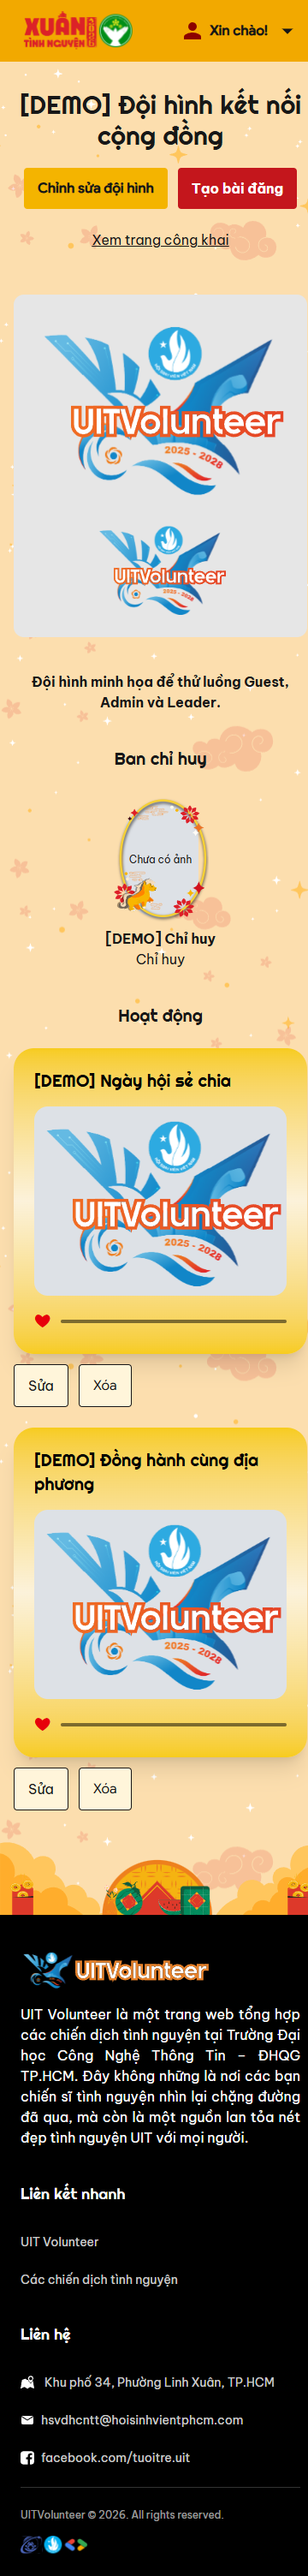 XUÂN
TÌNH NGUYỆN
Xin chào!
[DEMO] Đội hình kết nối
cộng đồng
Chỉnh sửa đội hình
Tạo bài đăng
Xem trang công khai
UITVolunteer
2025 - 2028
UITVolunteer
2025 - 2028
Đội hình minh họa để thử luồng Guest,
Admin và Leader.
Ban chỉ huy
Chưa có ảnh
[DEMO] Chỉ huy
Chỉ huy
Hoạt động
[DEMO] Ngày hội sẻ chia
UITVolunteer
2025 - 2028
Sửa
Xóa
[DEMO] Đồng hành cùng địa
phương
UITVolunteer
2025 - 2028
Sửa
Xóa
UITVolunteer
UIT Volunteer là một trang web tổng hợp
các chiến dịch tình nguyện tại Trường Đại
học Công Nghệ Thông Tin – ĐHQG
TP.HCM. Đây không những là nơi các bạn
chiến sĩ tình nguyện nhìn lại chặng đường
đã qua, mà còn là một nguồn lan tỏa nét
đẹp tình nguyện UIT với mọi người.
Liên kết nhanh
UIT Volunteer
Các chiến dịch tình nguyện
Liên hệ
Khu phố 34, Phường Linh Xuân, TP.HCM
hsvdhcntt@hoisinhvientphcm.com
facebook.com/tuoitre.uit
UITVolunteer © 2026. All rights reserved.